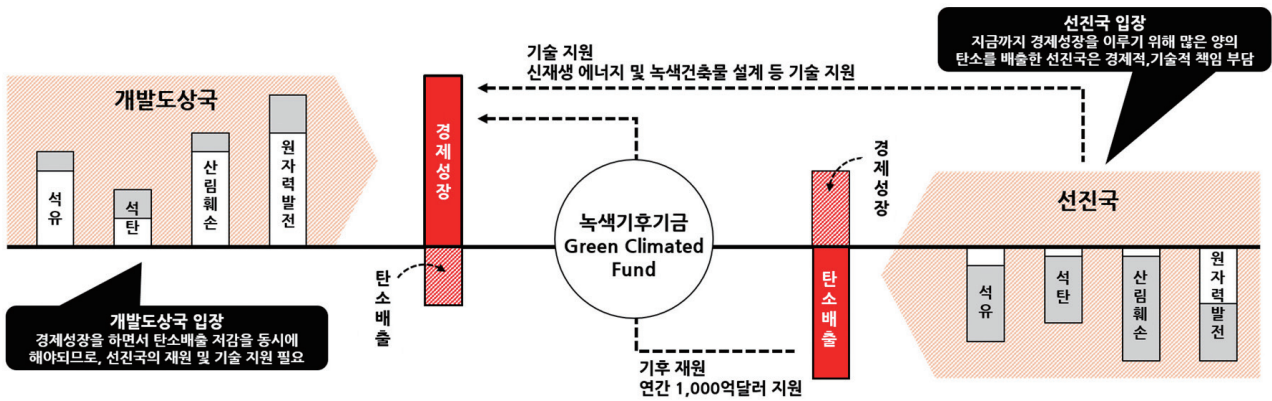 선진국 입장
지금까지 경제성장을 이루기 위해 많은 양의
탄소를 배출한 선진국은 경제적,기술적 책임 부담
기술 지원
신재생 에너지 및 녹색건축물 설계 등 기술 지원
개발도상국
석유
석탄
산림훼손
원자력발전
경제성장
탄소배출
녹색기후기금
Green Climated
Fund
경제성장
탄소배출
선진국
석유
석탄
산림훼손
원자력발전
개발도상국 입장
경제성장을 하면서 탄소배출 저감을 동시에
해야되므로, 선진국의 재원 및 기술 지원 필요
기후 재원
연간 1,000억달러 지원